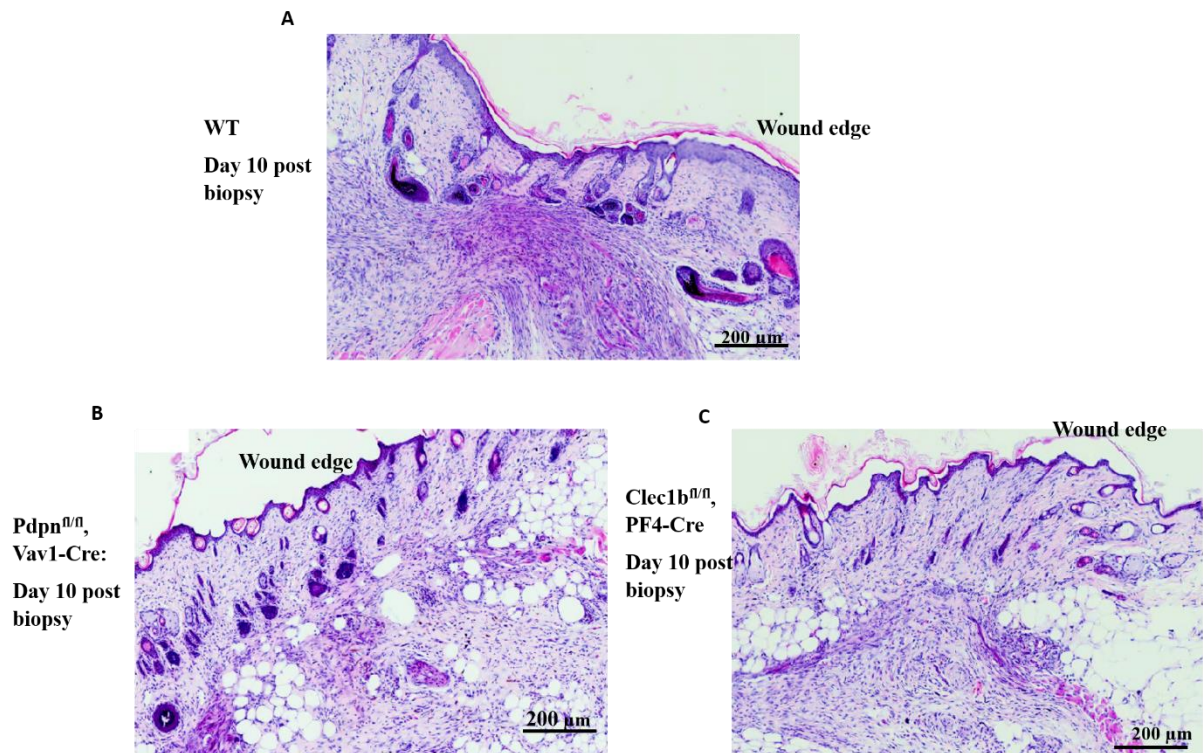 A
WT
Day 10 post
biopsy
Wound edge
200 µm
B
Pdpnfl/fl,
Vav1-Cre:
Day 10 post
biopsy
Wound edge
200 µm
C
Clec1bfl/fl,
PF4-Cre
Day 10 post
biopsy
Wound edge
200 µm